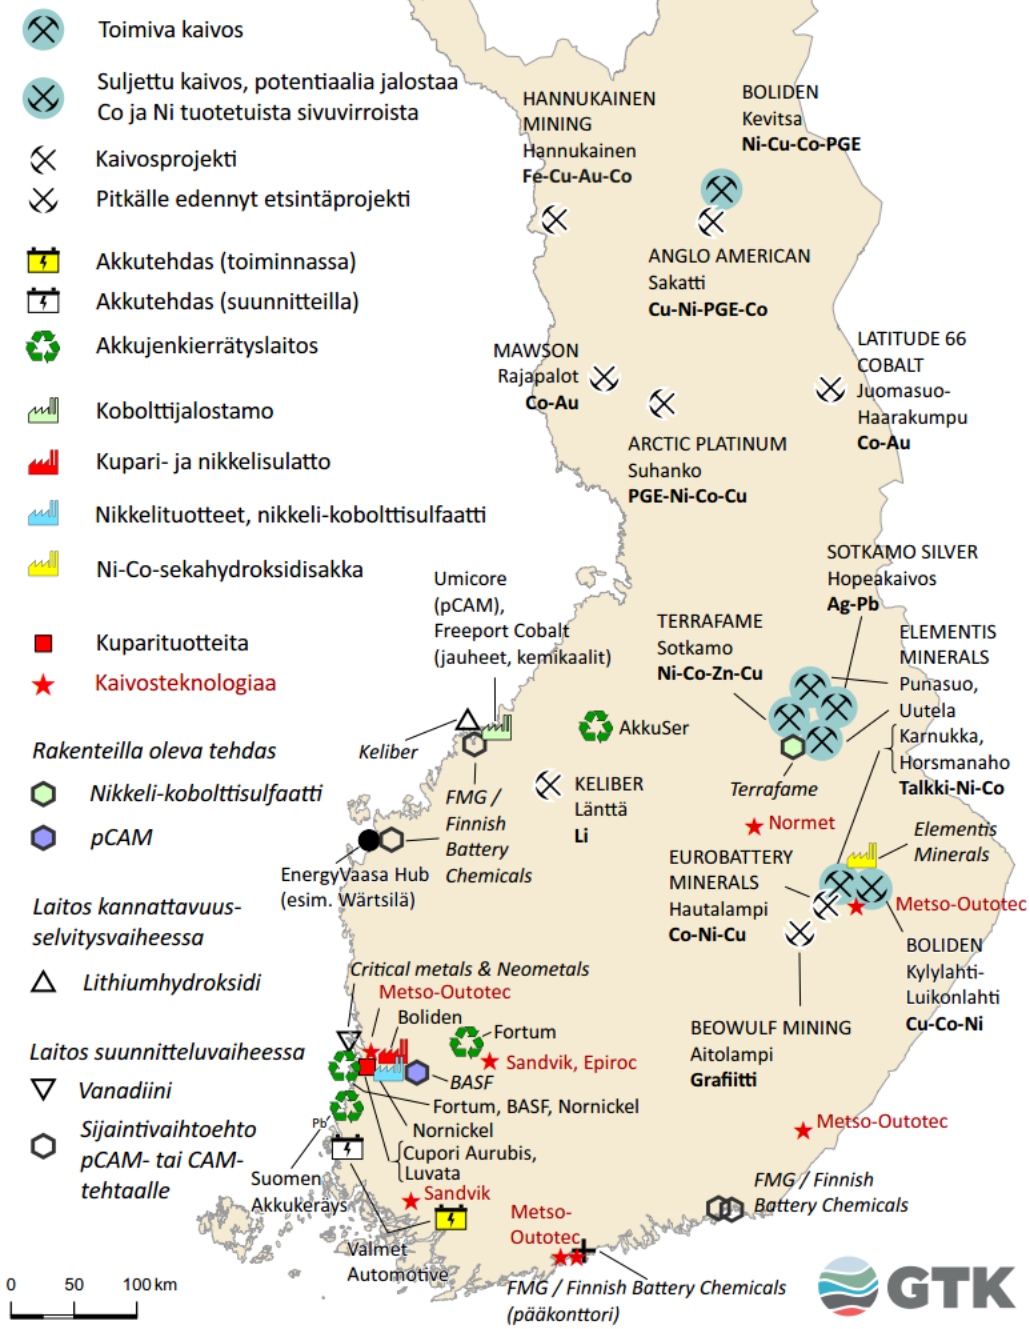 Toimiva kaivos
Suljettu kaivos, potentiaalia jalostaa
Co ja Ni tuotetuista sivuvirroista
Kaivosprojekti
Pitkälle edennyt etsintäprojekti
Akkutehdas (toiminnassa)
Akkutehdas (suunnitteilla)
Akkujenkierrätyslaitos
Kobolttijalostamo
Kupari- ja nikkelisulatto
Nikkelituotteet, nikkeli-kobolttisulfaatti
Ni-Co-sekahydroksidisakka
Kuparituotteita
Kaivosteknologiaa
Rakenteilla oleva tehdas
Nikkeli-kobolttisulfaatti
pCAM
Laitos kannattavuus-
selvitysvaiheessa
Lithiumhydroksidi
Laitos suunnitteluvaiheessa
Vanadiini
Sijaintivaihtoehto
pCAM- tai CAM-
tehtaalle
0 50 100 km
HANNUKAINEN
MINING
Hannukainen
Fe-Cu-Au-Co
BOLIDEN
Kevitsa
Ni-Cu-Co-PGE
ANGLO AMERICAN
Sakatti
Cu-Ni-PGE-Co
MAWSON
Rajapalot
Co-Au
LATITUDE 66
COBALT
Juomasuo-
Haarakumpu
Co-Au
ARCTIC PLATINUM
Suhanko
PGE-Ni-Co-Cu
SOTKAMO SILVER
Hopeakaivos
Ag-Pb
Umicore
(pCAM),
Freeport Cobalt
(jauheet, kemikaalit)
TERRAFAME
Sotkamo
Ni-Co-Zn-Cu
ELEMENTIS
MINERALS
Punasuo,
Uutela
Karnukka,
Horsmanaho
Talkki-Ni-Co
Keliber
AkkuSer
KELIBER
Länttä
Li
Terrafame
Normet
FMG /
Finnish
Battery
Chemicals
EnergyVaasa Hub
(esim. Wärtsilä)
Elementis
Minerals
EUROBATTERY
MINERALS
Hautalampi
Co-Ni-Cu
Metso-Outotec
BOLIDEN
Kylylahti-
Luikonlahti
Cu-Co-Ni
BEOWULF MINING
Aitolampi
Grafiitti
Critical metals & Neometals
Metso-Outotec
Boliden
Fortum
Sandvik, Epiroc
BASF
Fortum, BASF, Nornickel
Nornickel
Cupori Aurubis,
Luvata
Pb
Suomen
Akkukeräys
Sandvik
Valmet
Automotive
Metso-
Outotec
Metso-Outotec
FMG / Finnish
Battery Chemicals
FMG / Finnish Battery Chemicals
(pääkonttori)
GTK